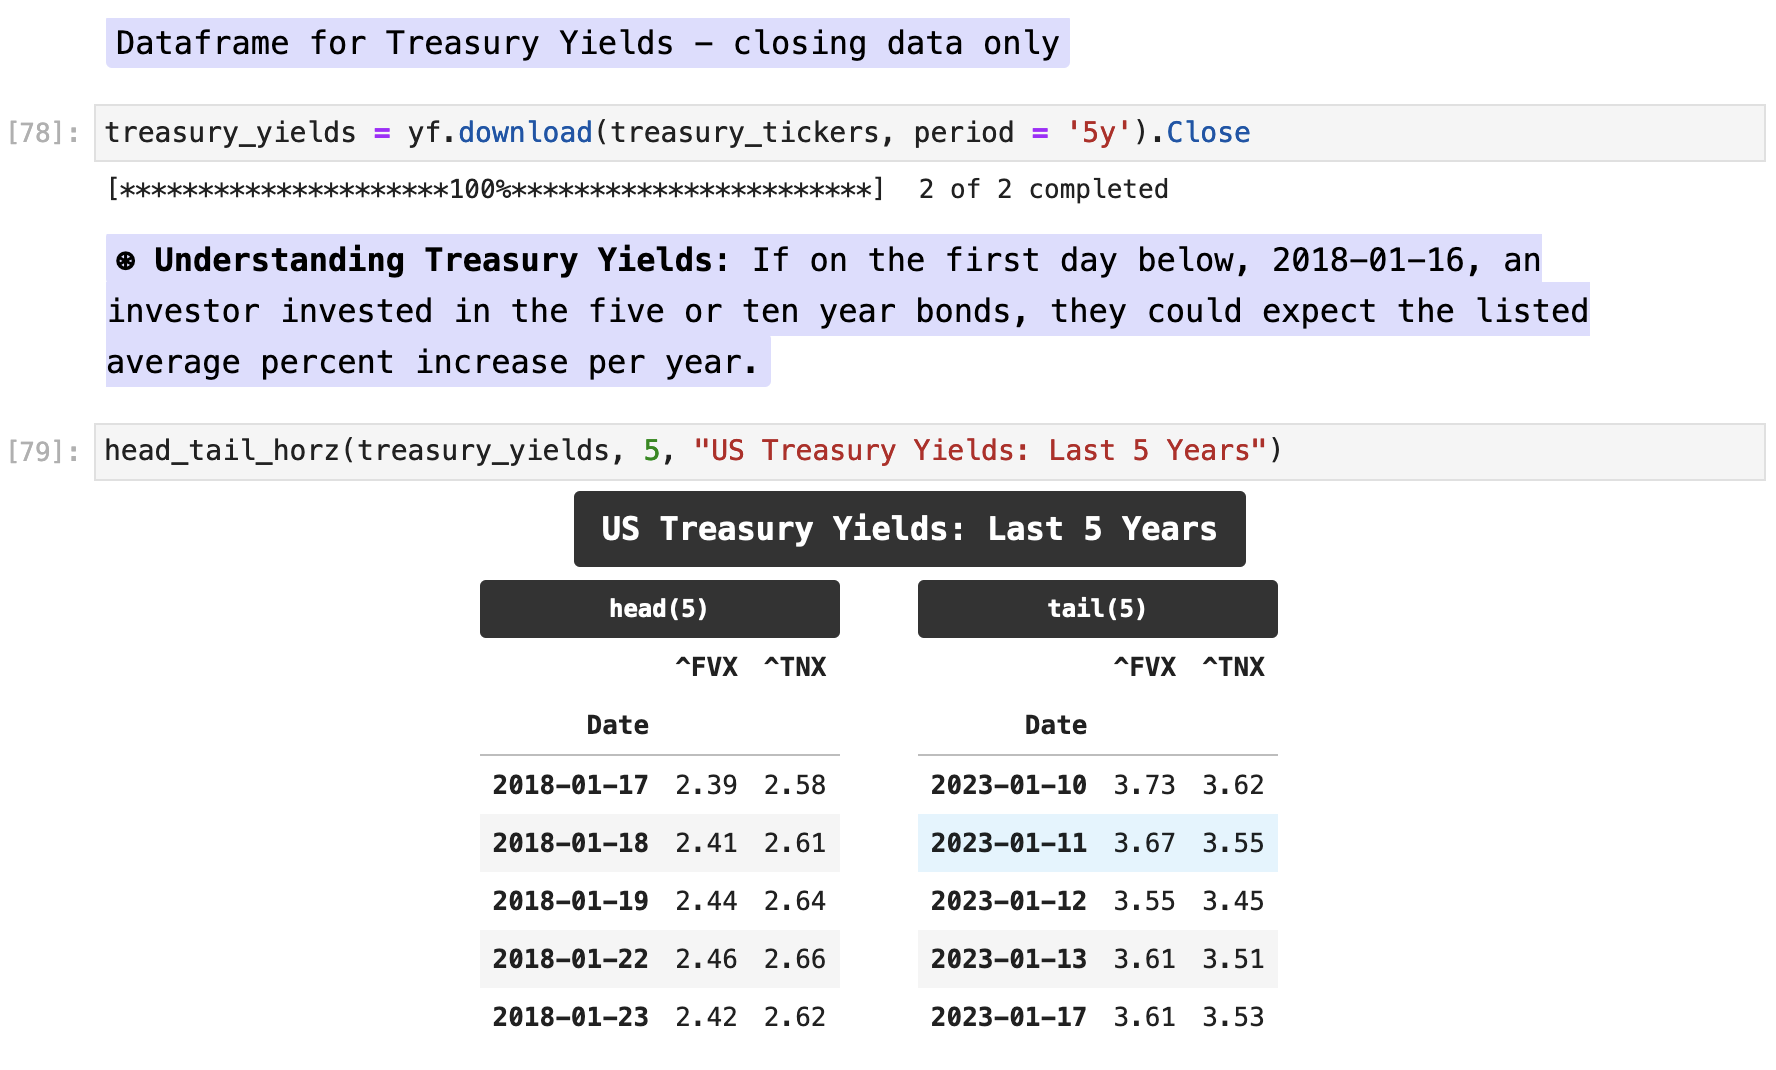 Dataframe for Treasury Yields – closing data only
[78]: treasury_yields = yf.download(treasury_tickers, period = '5y').Close
[*********************100%***********************]  2 of 2 completed
⊛ Understanding Treasury Yields: If on the first day below, 2018-01-16, an
investor invested in the five or ten year bonds, they could expect the listed
average percent increase per year.
[79]: head_tail_horz(treasury_yields, 5, "US Treasury Yields: Last 5 Years")
US Treasury Yields: Last 5 Years
head(5) tail(5)
^FVX ^TNX ^FVX ^TNX
Date Date
2018-01-17 2.39 2.58 2023-01-10 3.73 3.62
2018-01-18 2.41 2.61 2023-01-11 3.67 3.55
2018-01-19 2.44 2.64 2023-01-12 3.55 3.45
2018-01-22 2.46 2.66 2023-01-13 3.61 3.51
2018-01-23 2.42 2.62 2023-01-17 3.61 3.53